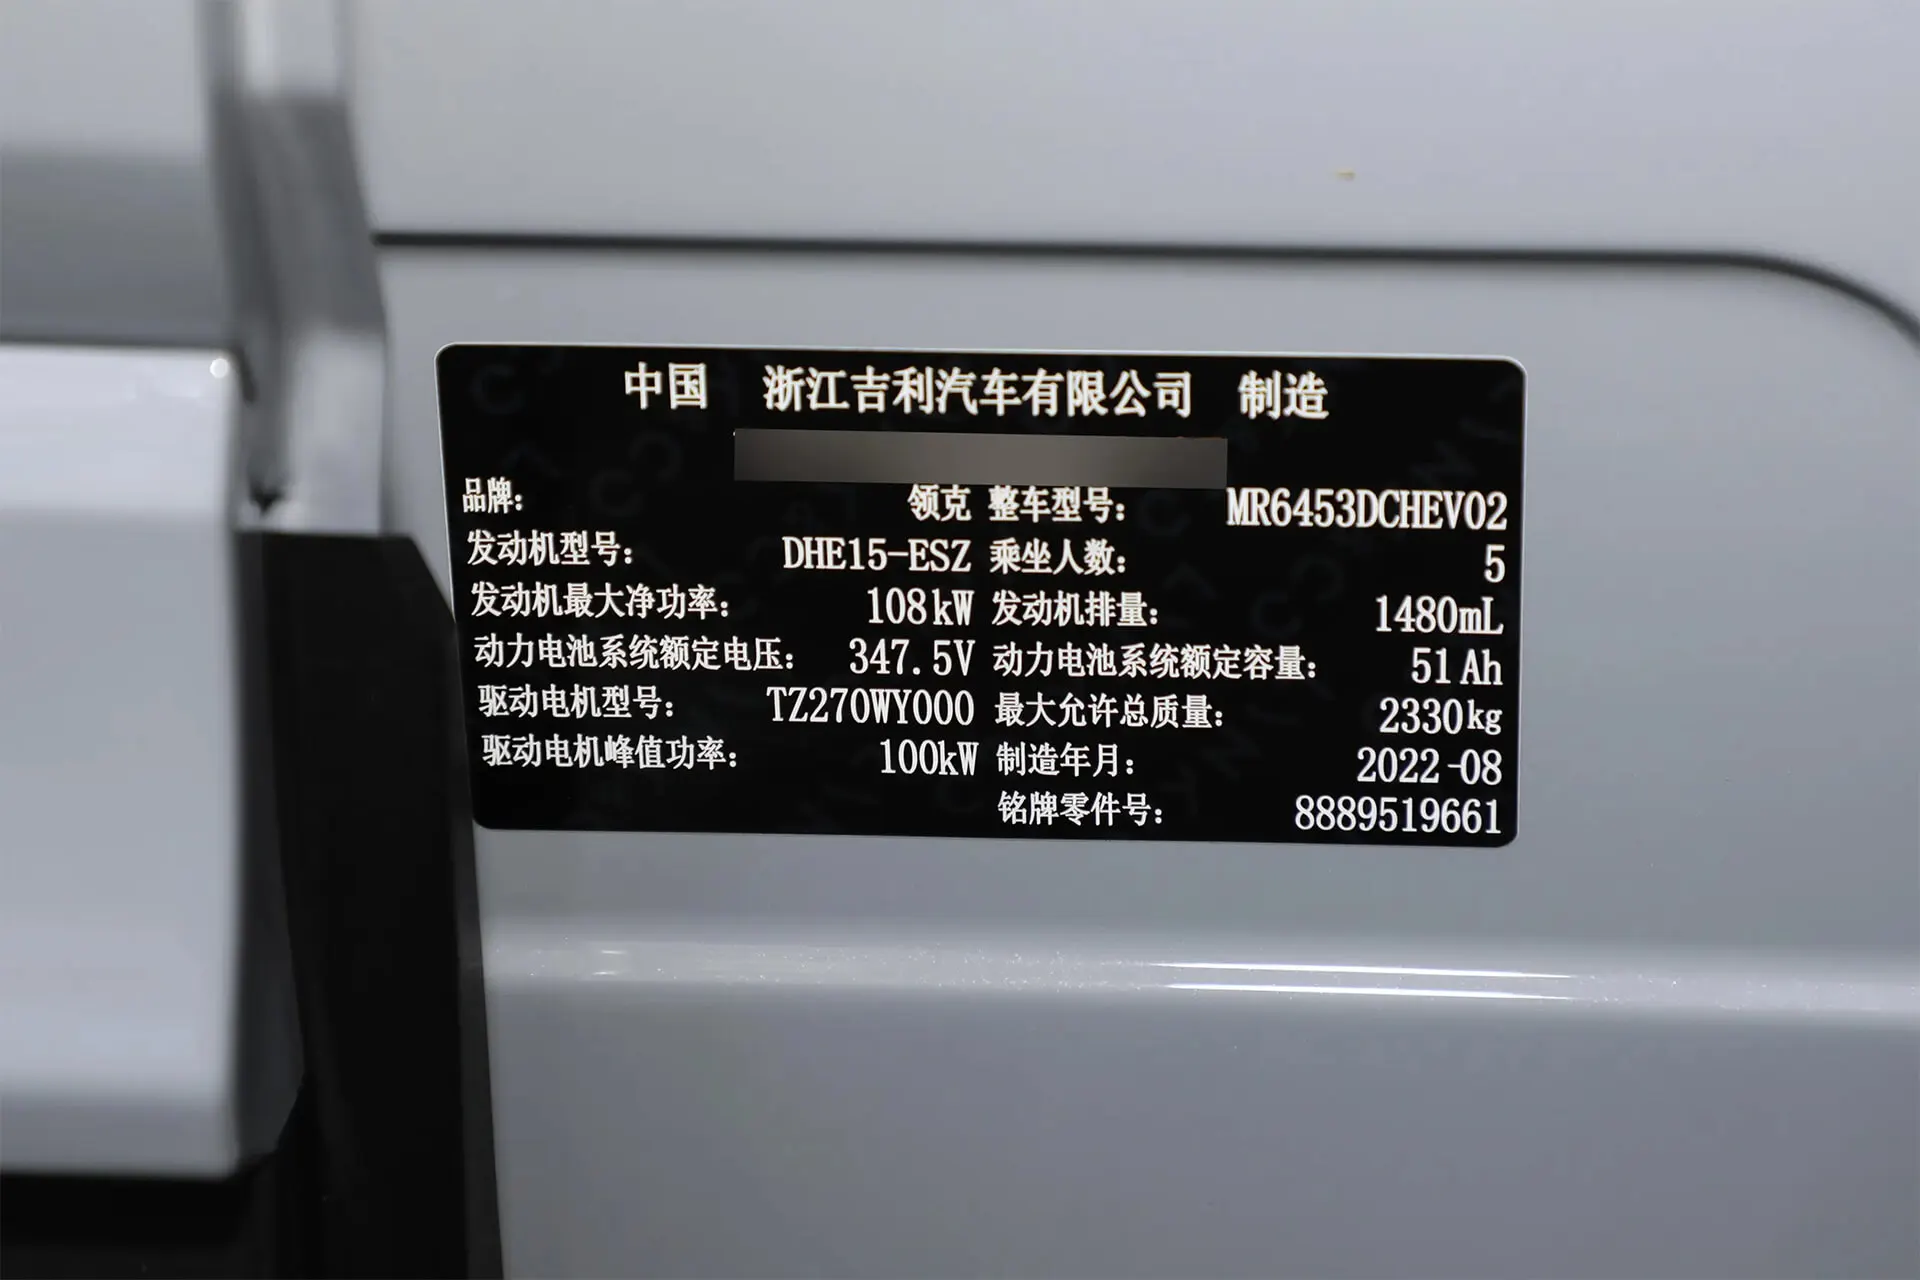 中国 浙江吉利汽车有限公司 制造
品牌: 领克 整车型号: MR6453DCHEV02
发动机型号: DHE15-ESZ 乘坐人数: 5
发动机最大净功率: 108kW 发动机排量: 1480mL
动力电池系统额定电压: 347.5V 动力电池系统额定容量: 51Ah
驱动电机型号: TZ270WY000 最大允许总质量: 2330kg
驱动电机峰值功率: 100kW 制造年月: 2022-08
铭牌零件号: 8889519661